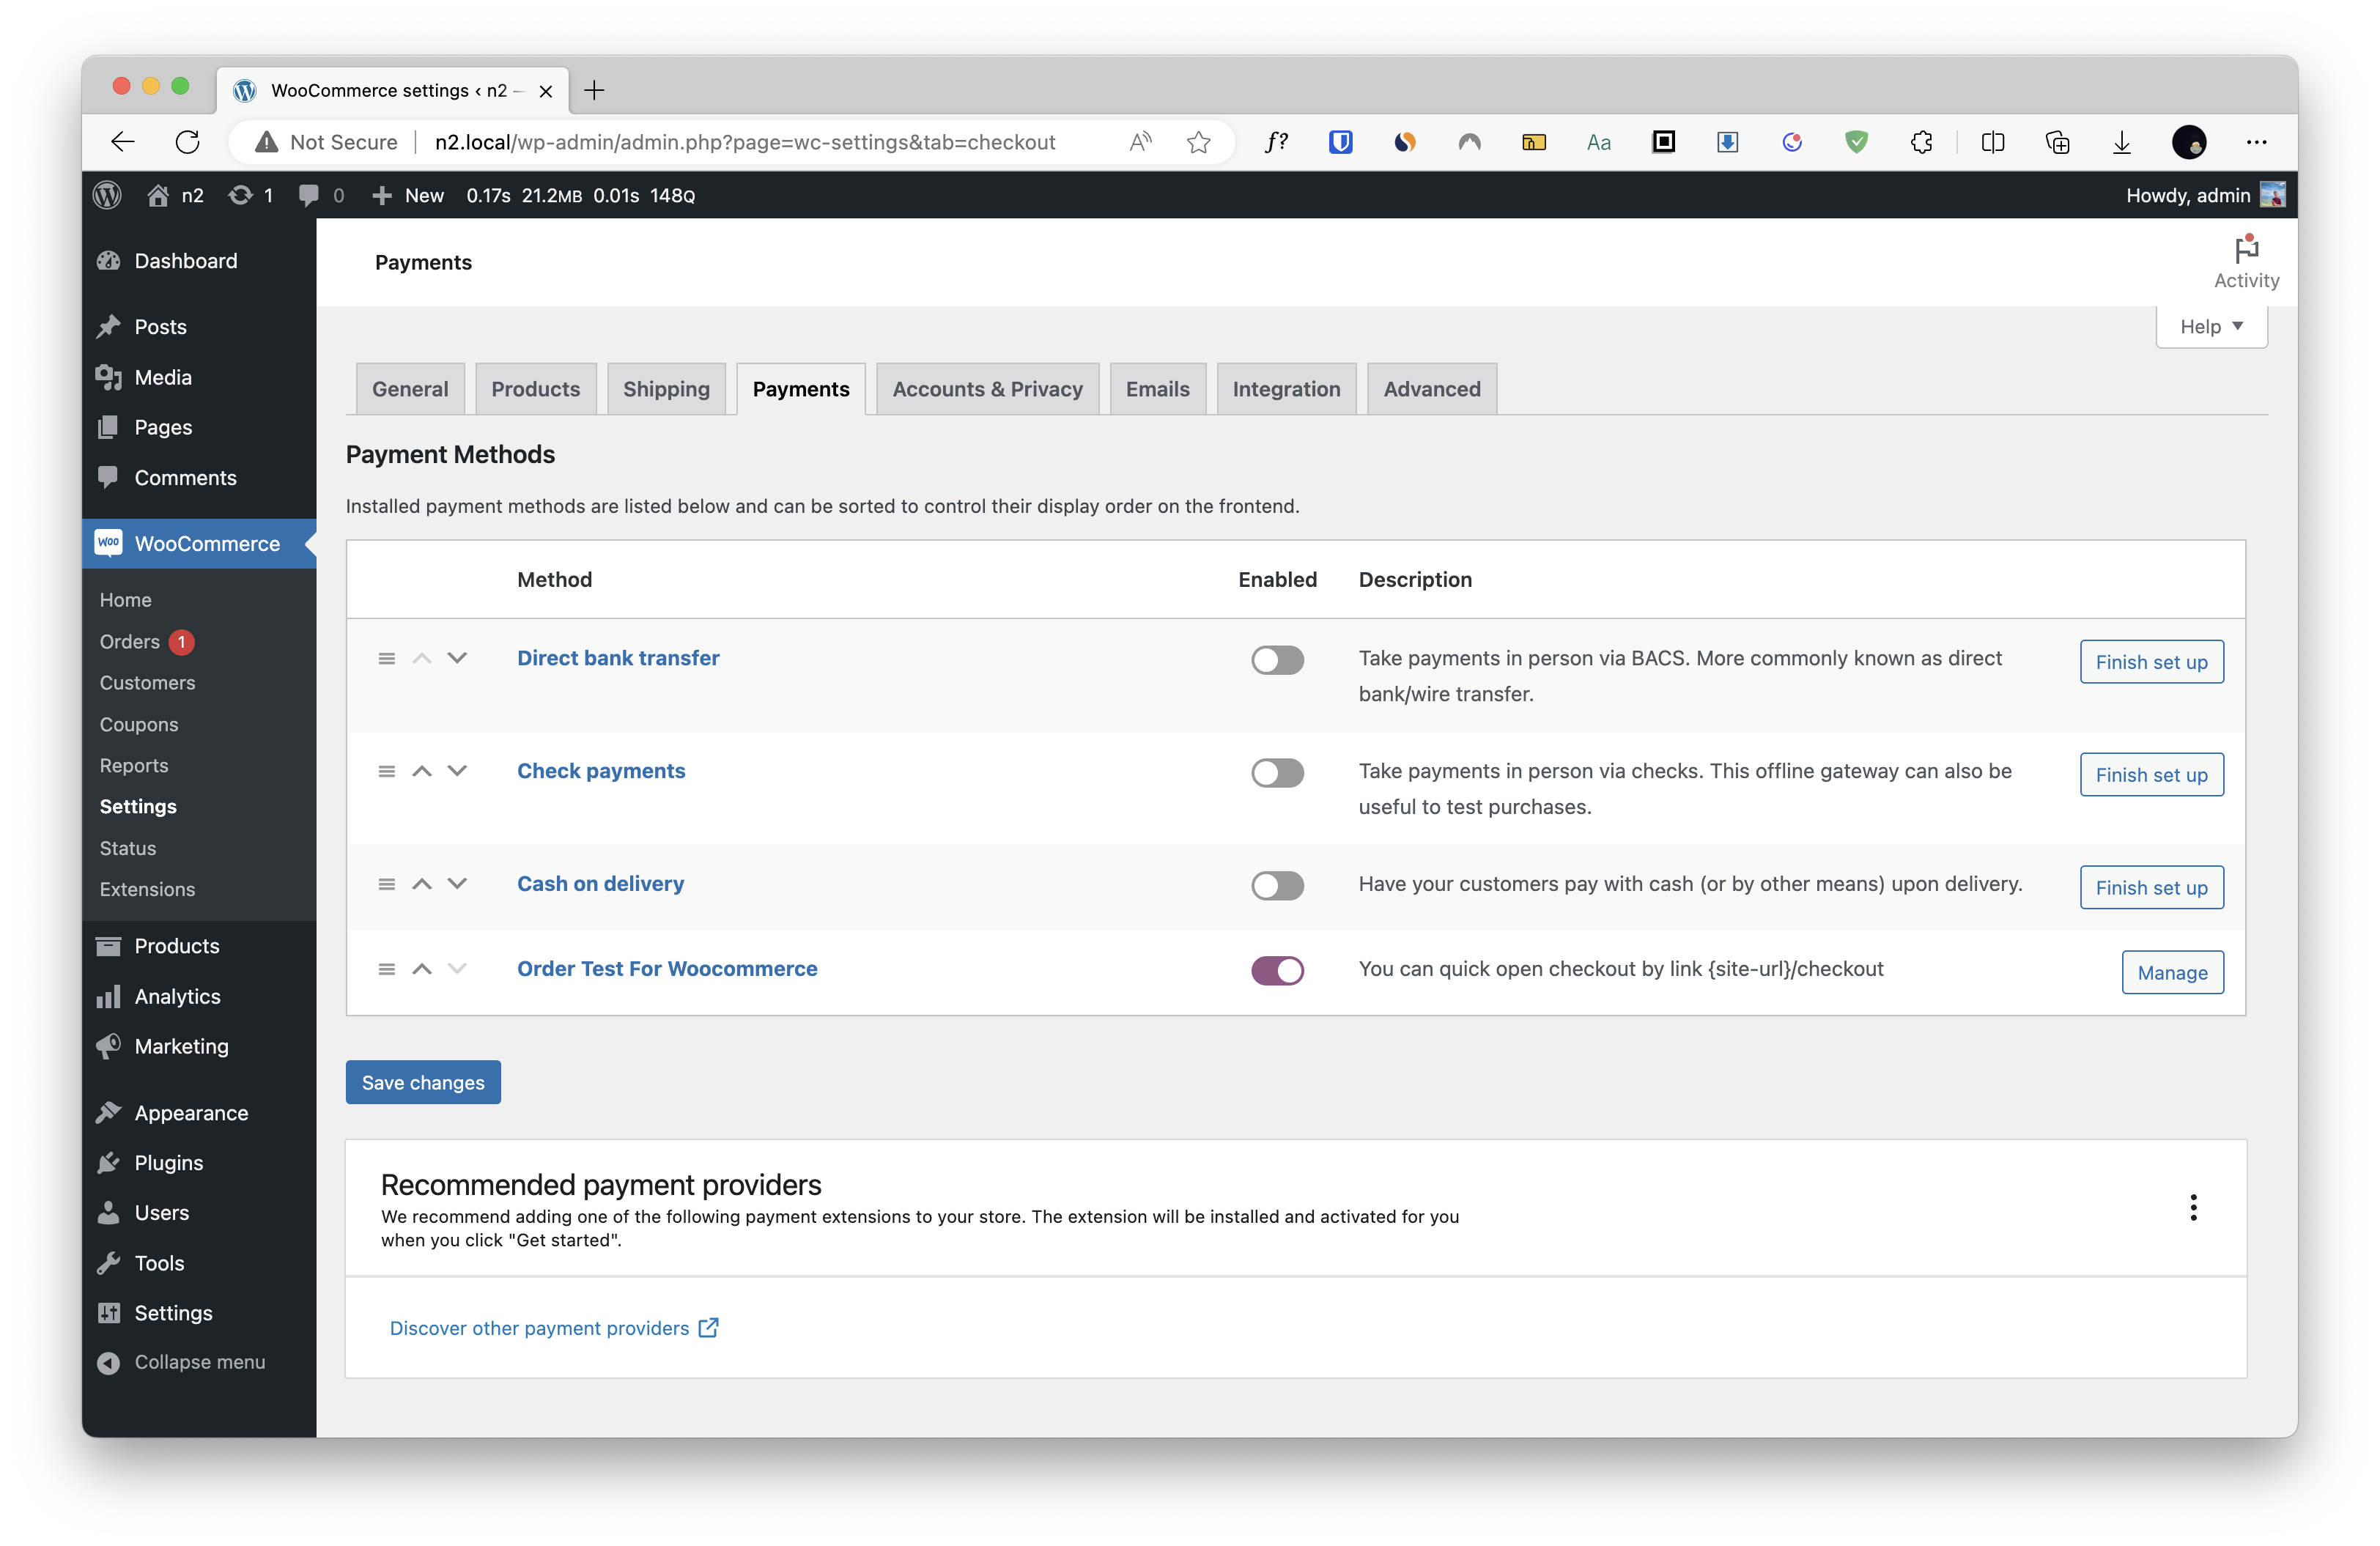 WooCommerce settings ‹ n2 —
Not Secure
n2.local/wp-admin/admin.php?page=wc-settings&tab=checkout
f?
Aa
n2
1
0
New
0.17s 21.2MB 0.01s 148Q
Howdy, admin
Dashboard
Posts
Media
Pages
Comments
Woo
WooCommerce
Home
Orders 1
Customers
Coupons
Reports
Settings
Status
Extensions
Products
Analytics
Marketing
Appearance
Plugins
Users
Tools
Settings
Collapse menu
Payments
Activity
Help
General
Products
Shipping
Payments
Accounts & Privacy
Emails
Integration
Advanced
Payment Methods
Installed payment methods are listed below and can be sorted to control their display order on the frontend.
Method
Enabled
Description
Direct bank transfer
Take payments in person via BACS. More commonly known as direct
bank/wire transfer.
Finish set up
Check payments
Take payments in person via checks. This offline gateway can also be
useful to test purchases.
Finish set up
Cash on delivery
Have your customers pay with cash (or by other means) upon delivery.
Finish set up
Order Test For Woocommerce
You can quick open checkout by link {site-url}/checkout
Manage
Save changes
Recommended payment providers
We recommend adding one of the following payment extensions to your store. The extension will be installed and activated for you
when you click "Get started".
Discover other payment providers